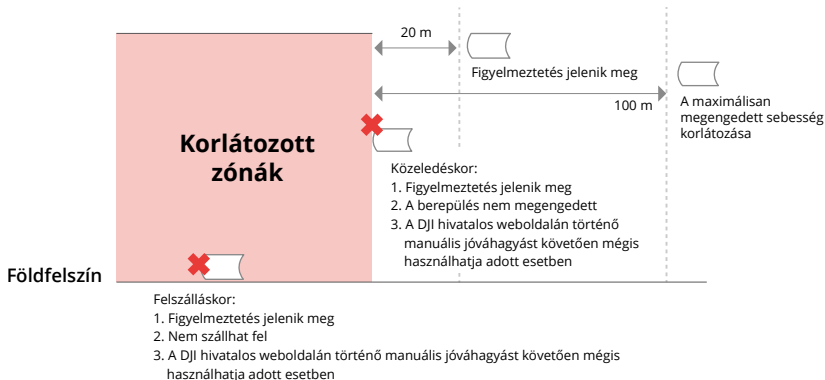 20 m
Figyelmeztetés jelenik meg
100 m
A maximálisan
megengedett sebesség
korlátozása
Korlátozott
zónák
Közeledéskor:
1. Figyelmeztetés jelenik meg
2. A berepülés nem megengedett
3. A DJI hivatalos weboldalán történő
manuális jóváhagyást követően mégis
használhatja adott esetben
Földfelszín
Felszálláskor:
1. Figyelmeztetés jelenik meg
2. Nem szállhat fel
3. A DJI hivatalos weboldalán történő manuális jóváhagyást követően mégis
használhatja adott esetben